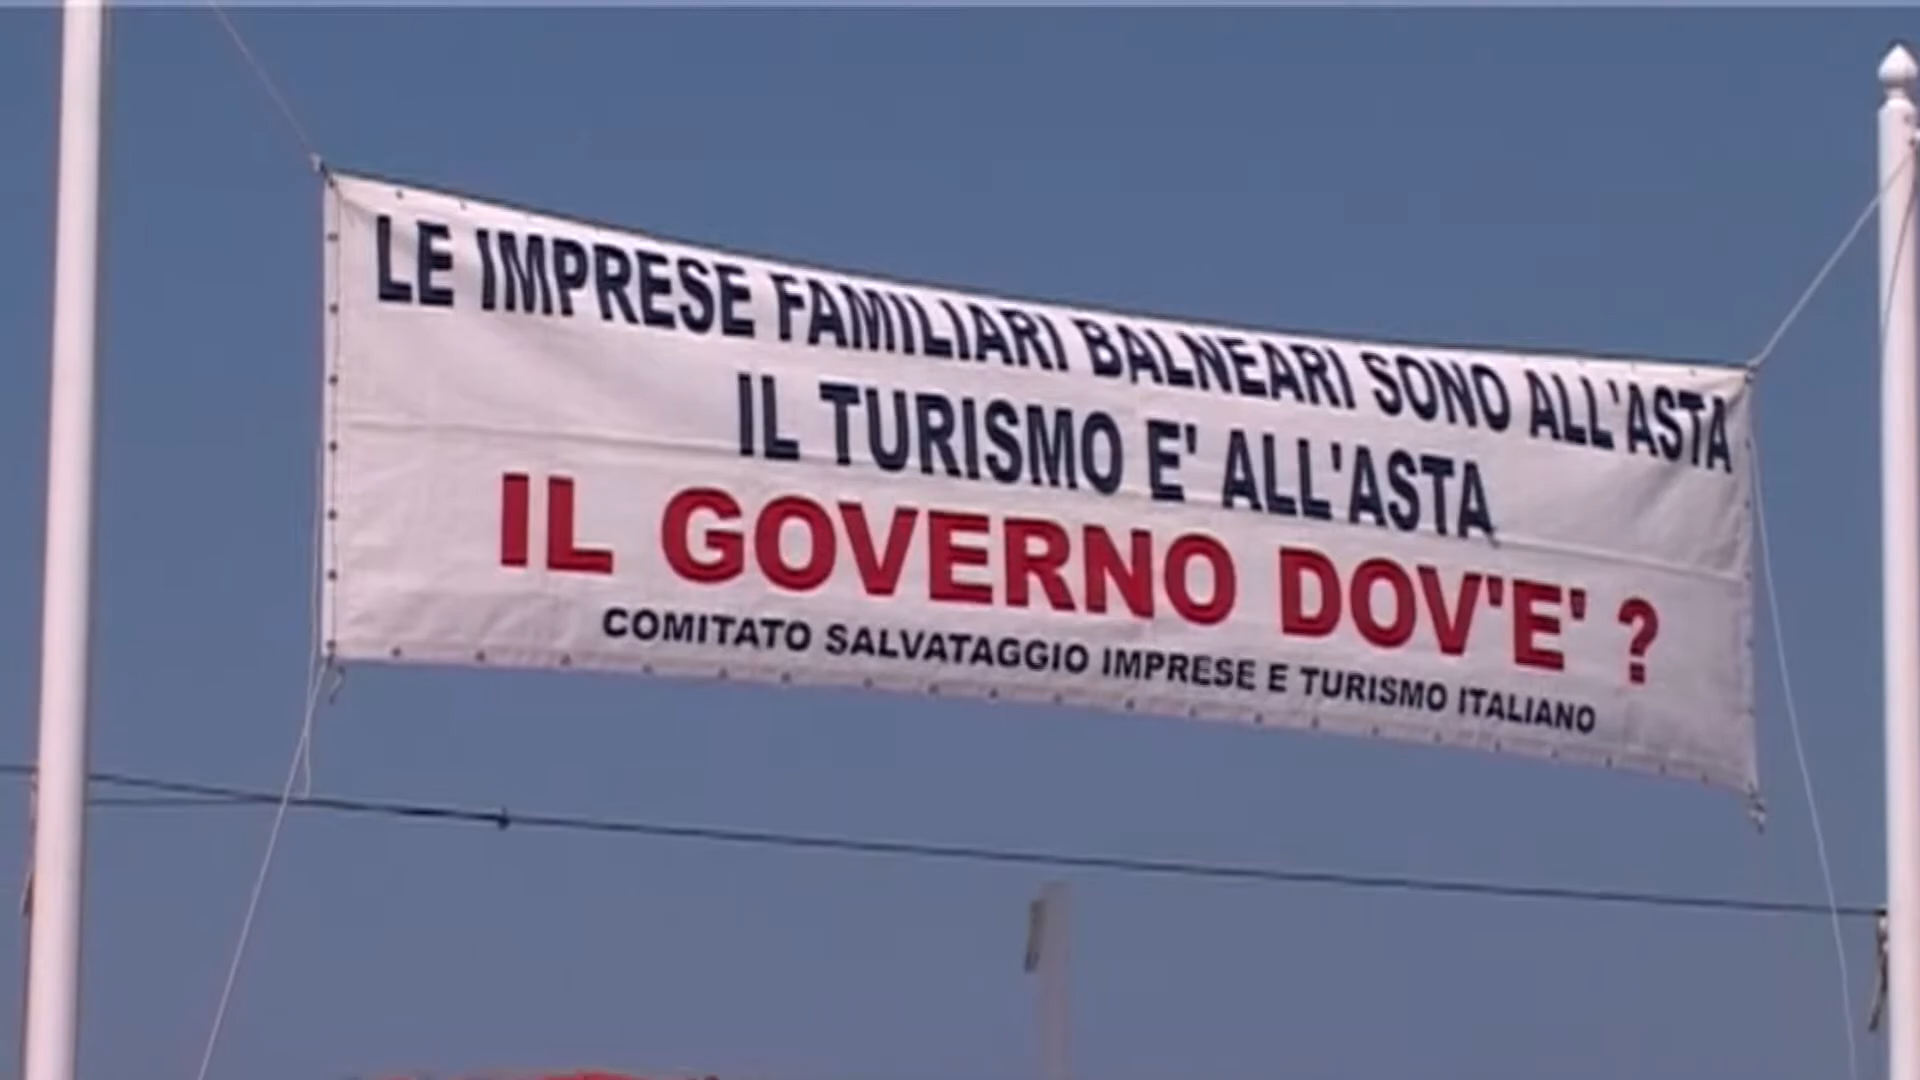 LE IMPRESE FAMILIARI BALNEARI SONO ALL'ASTA
IL TURISMO E' ALL'ASTA
IL GOVERNO DOV'E' ?
COMITATO SALVATAGGIO IMPRESE E TURISMO ITALIANO